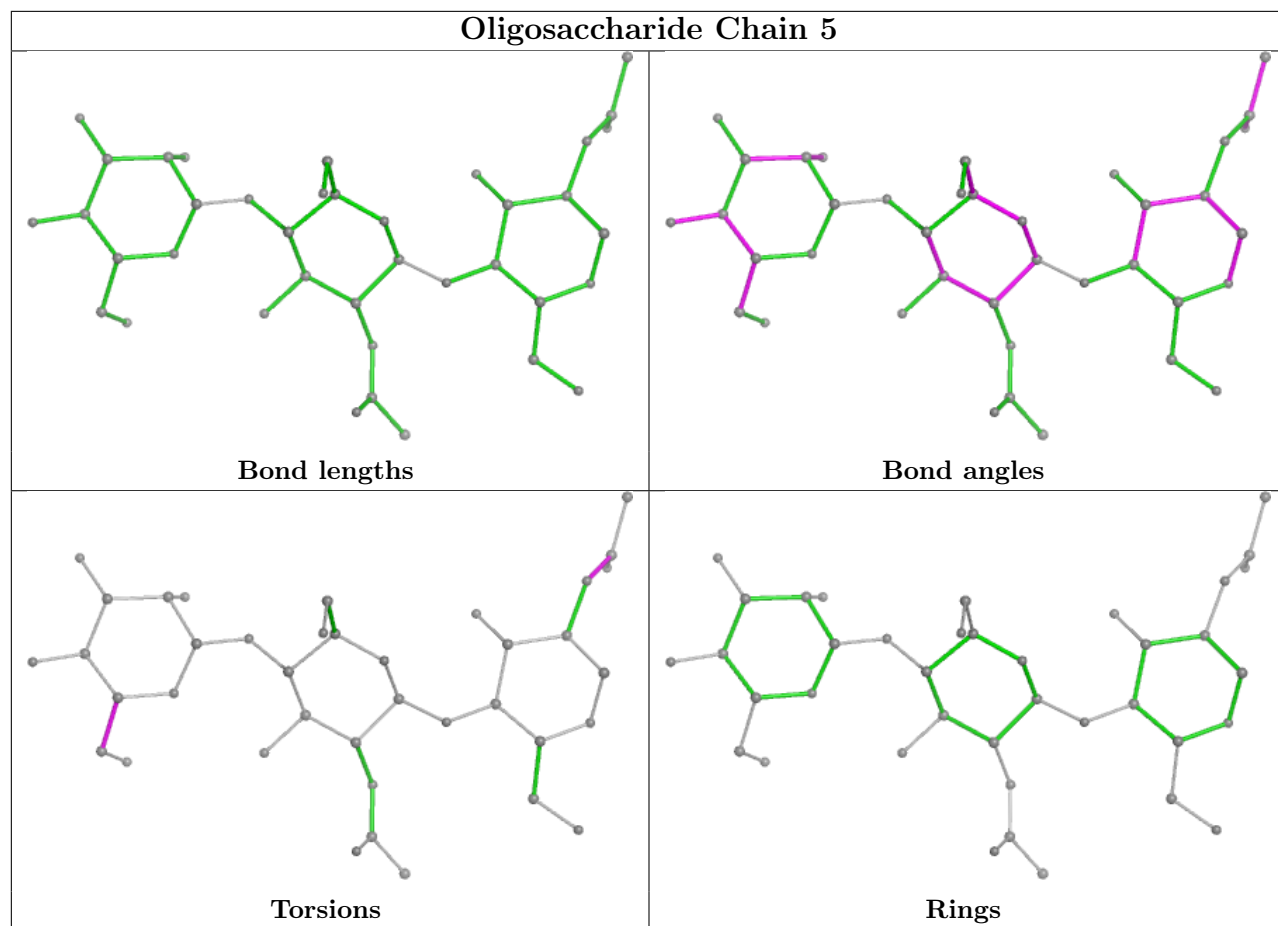 Oligosaccharide Chain 5
Bond lengths
Bond angles
Torsions
Rings